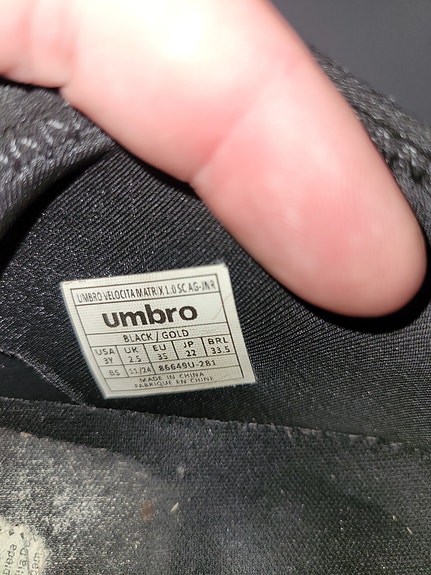 UMBRO VELOCITA MATRIX 1.0 SC AG-JNR
umbro
BLACK / GOLD
USA UK EU JP BRL
3Y 2.5 35 22 33.5
BS 11/24 86649U-281
MADE IN CHINA
FABRIQUE EN CHINE